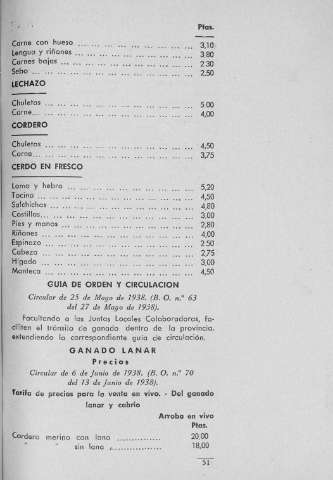 Ptas.
Carne con hueso ... ... ... ... ... ... ... ... 3,10
Lengua y riñones ... ... ... ... ... ... ... ... 3 80
Carnes bajas ... ... ... ... ... ... ... ... 2 30
Sebo ... ... ... ... ... ... ... ... 2,50
LECHAZO
Chuletas ... ... ... ... ... ... ... ... 5 00
Carne... ... ... ... ... ... ... ... 4,00
CORDERO
Chuletas ... ... ... ... ... ... ... ... 4,50
Carne... ... ... ... ... ... ... ... 3,75
CERDO EN FRESCO
Lomo y hebra ... ... ... ... ... ... ... ... 5,20
Tocino ... ... ... ... ... ... ... ... 4,50
Salchichas ... ... ... ... ... ... ... ... 4,80
Costillas... ... ... ... ... ... ... ... 3,00
Pies y manos ... ... ... ... ... ... ... ... 2,80
Riñones ... ... ... ... ... ... ... ... 4,00
Espinazo ... ... ... ... ... ... ... ... 2 50
Cabeza ... ... ... ... ... ... ... ... 2,75
Hígado ... ... ... ... ... ... ... ... 3,00
Manteca ... ... ... ... ... ... ... ... 4,50
GUIA DE ORDEN Y CIRCULACION
Circular de 25 de Mayo de 1938. (B. O. n.º 63
del 27 de Mayo de 1938).
Facultando a las Juntas Locales Colaboradoras, fa-
ciliten el tránsito de ganado dentro de la provincia,
extendiendo la correspondiente guía de circulación.
GANADO LANAR
Precios
Circular de 6 de Junio de 1938. (B. O. n.º 70
del 13 de Junio de 1938).
Tarifa de precios para la venta en vivo. - Del ganado
lanar y cabrío
Arroba en vivo
Ptas.
Cordero merino con lana ................ 20,00
" " sin lana ................ 18,00
51